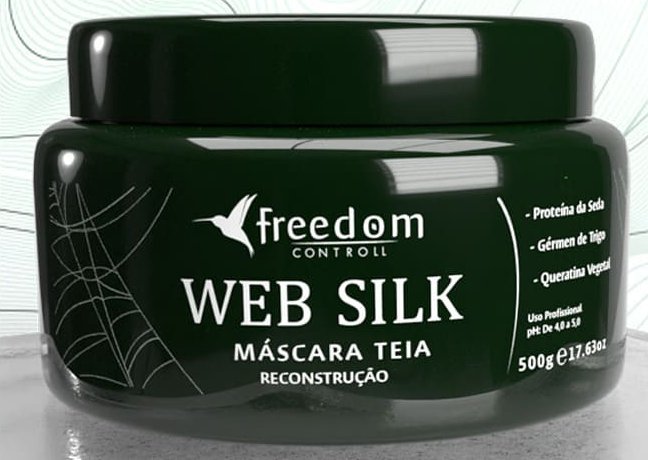 freedom
CONTROLL
WEB SILK
MÁSCARA TEIA
RECONSTRUÇÃO
- Proteína da Seda
- Gérmen de Trigo
- Queratina Vegetal
Uso Profissional
pH: De 4,0 a 5,0
500g e 17.63oz